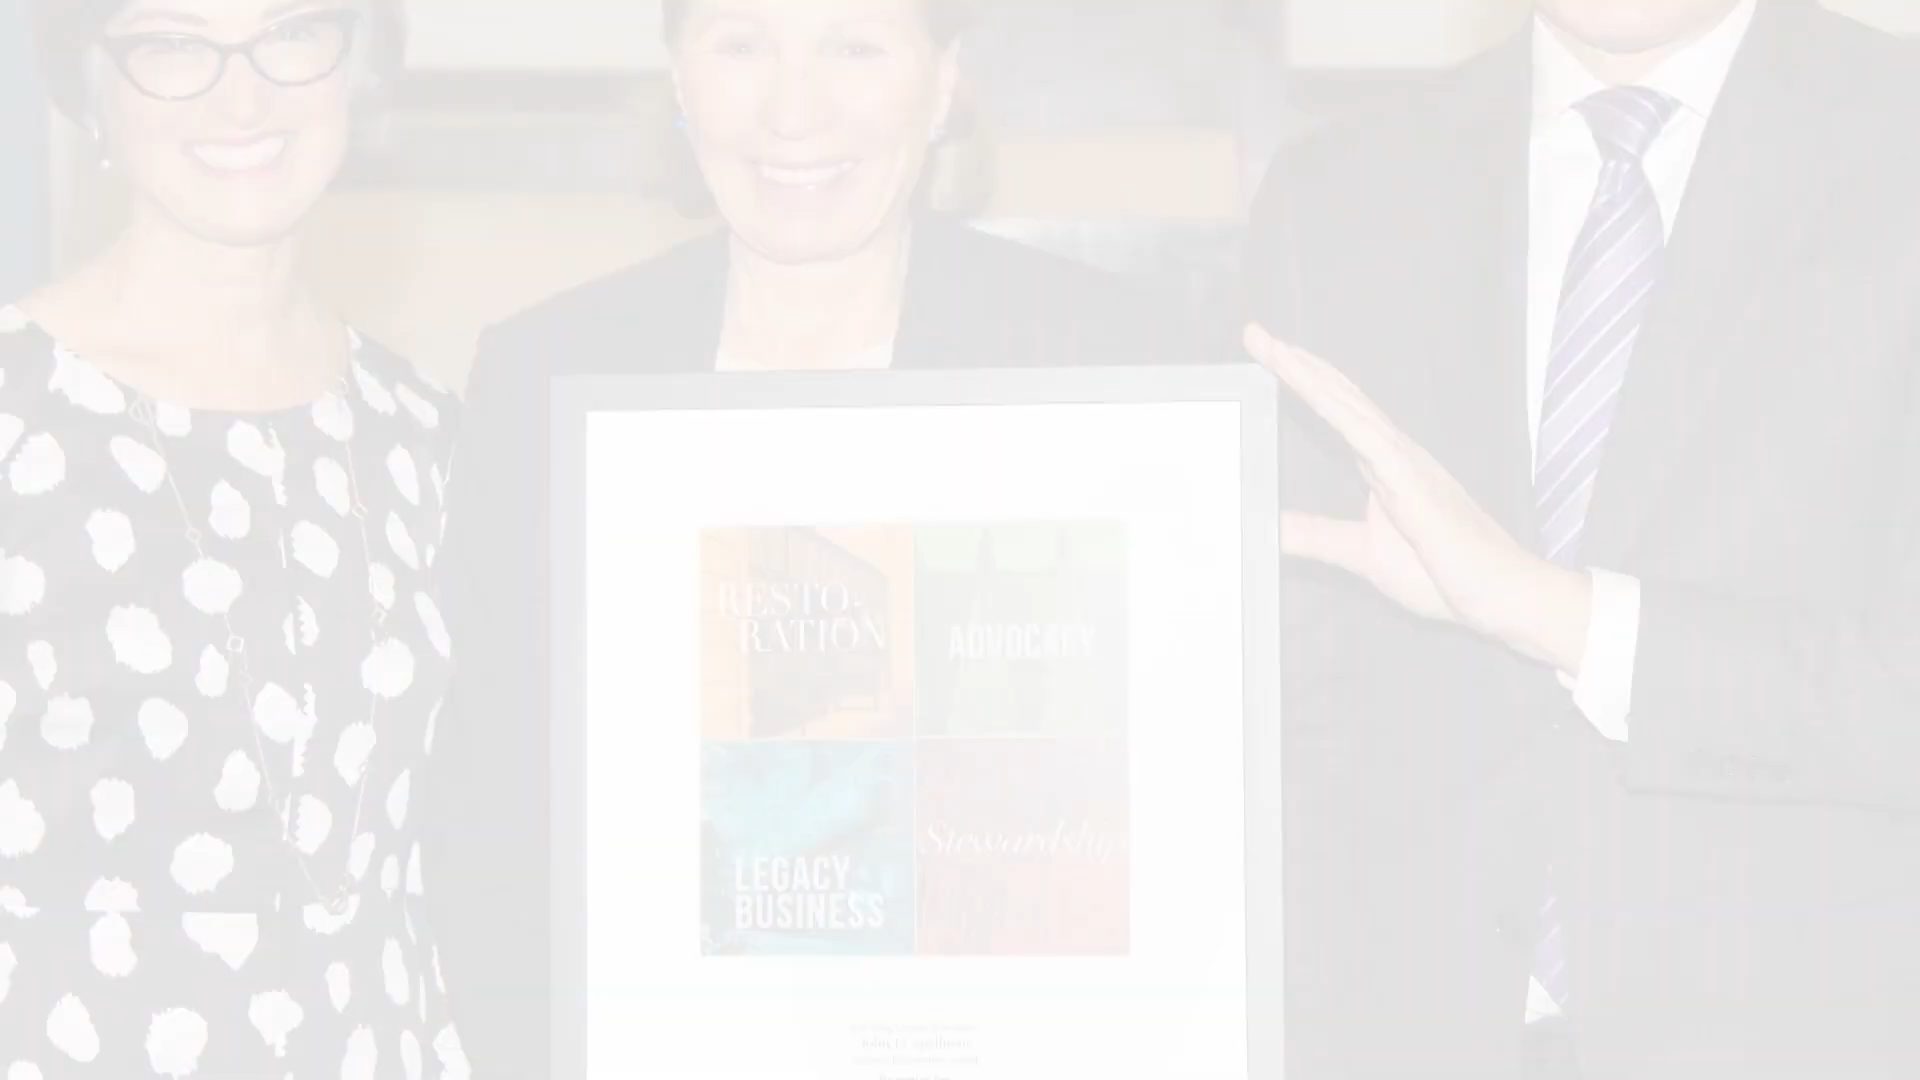 RESTO-
RATION
ADVOCACY
LEGACY
BUSINESS
Stewardship